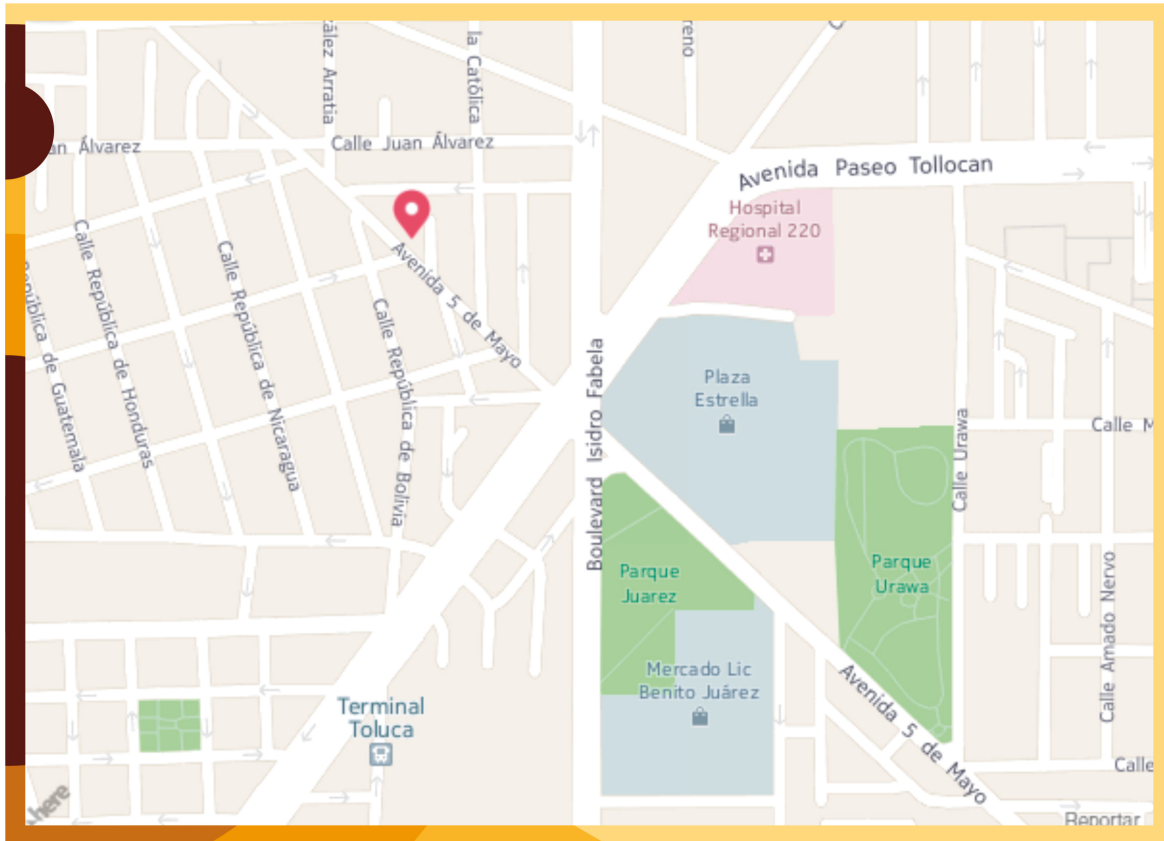 ález Arratia
la Católica
reno
an Álvarez
Calle Juan Álvarez
Avenida Paseo Tollocan
Hospital
Regional 220
Avenida 5 de Mayo
República de Guatemala
Calle República de Honduras
Calle República de Nicaragua
Calle República de Bolivia
Boulevard Isidro Fabela
Plaza
Estrella
Calle Urawa
Calle M
Parque
Juarez
Parque
Urawa
Calle Amado Nervo
Mercado Lic
Benito Juárez
Avenida 5 de Mayo
Terminal
Toluca
Calle
here
Reportar